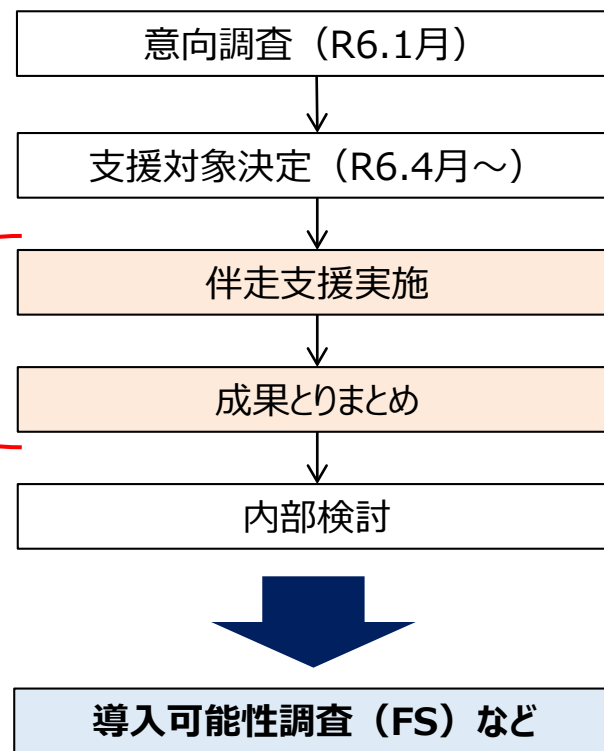 意向調査（R6.1月）
支援対象決定（R6.4月～）
伴走支援実施
成果とりまとめ
内部検討
導入可能性調査（FS）など